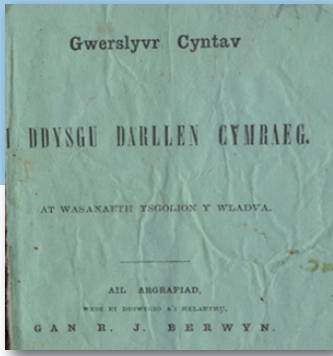 Gwerslyvr Cyntav
I DDYSGU DARLLEN CYMRAEG.
AT WASANAETH YSGOLION Y WLADVA.
AIL ARGRAFIAD,
WEDI EI DDIWYGIO A'I HELAETHU,
GAN R. J. BERWYN.